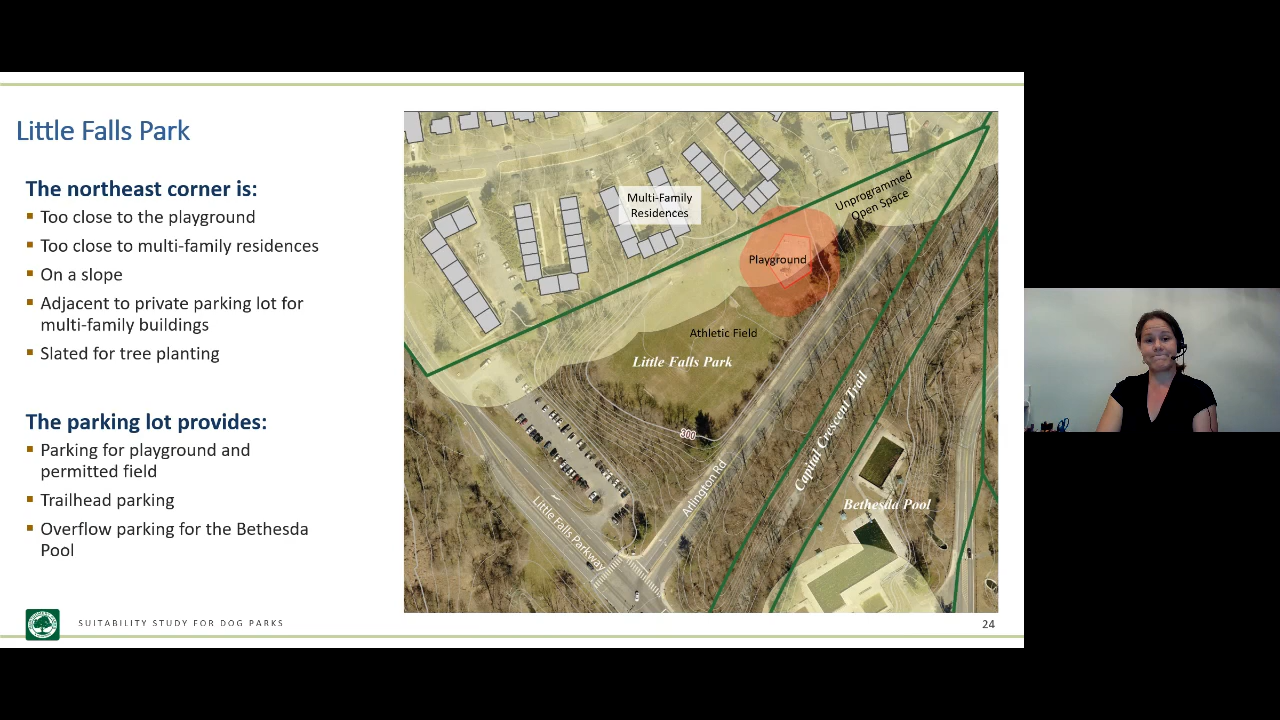 Little Falls Park
The northeast corner is:
Too close to the playground
Too close to multi-family residences
On a slope
Adjacent to private parking lot for
multi-family buildings
Slated for tree planting
The parking lot provides:
Parking for playground and
permitted field
Trailhead parking
Overflow parking for the Bethesda
Pool
Multi-Family
Residences
Unprogrammed
Open Space
Playground
Athletic Field
Little Falls Park
300
Capital Crescent Trail
Arlington Rd
Little Falls Parkway
Bethesda Pool
SUITABILITY STUDY FOR DOG PARKS
24